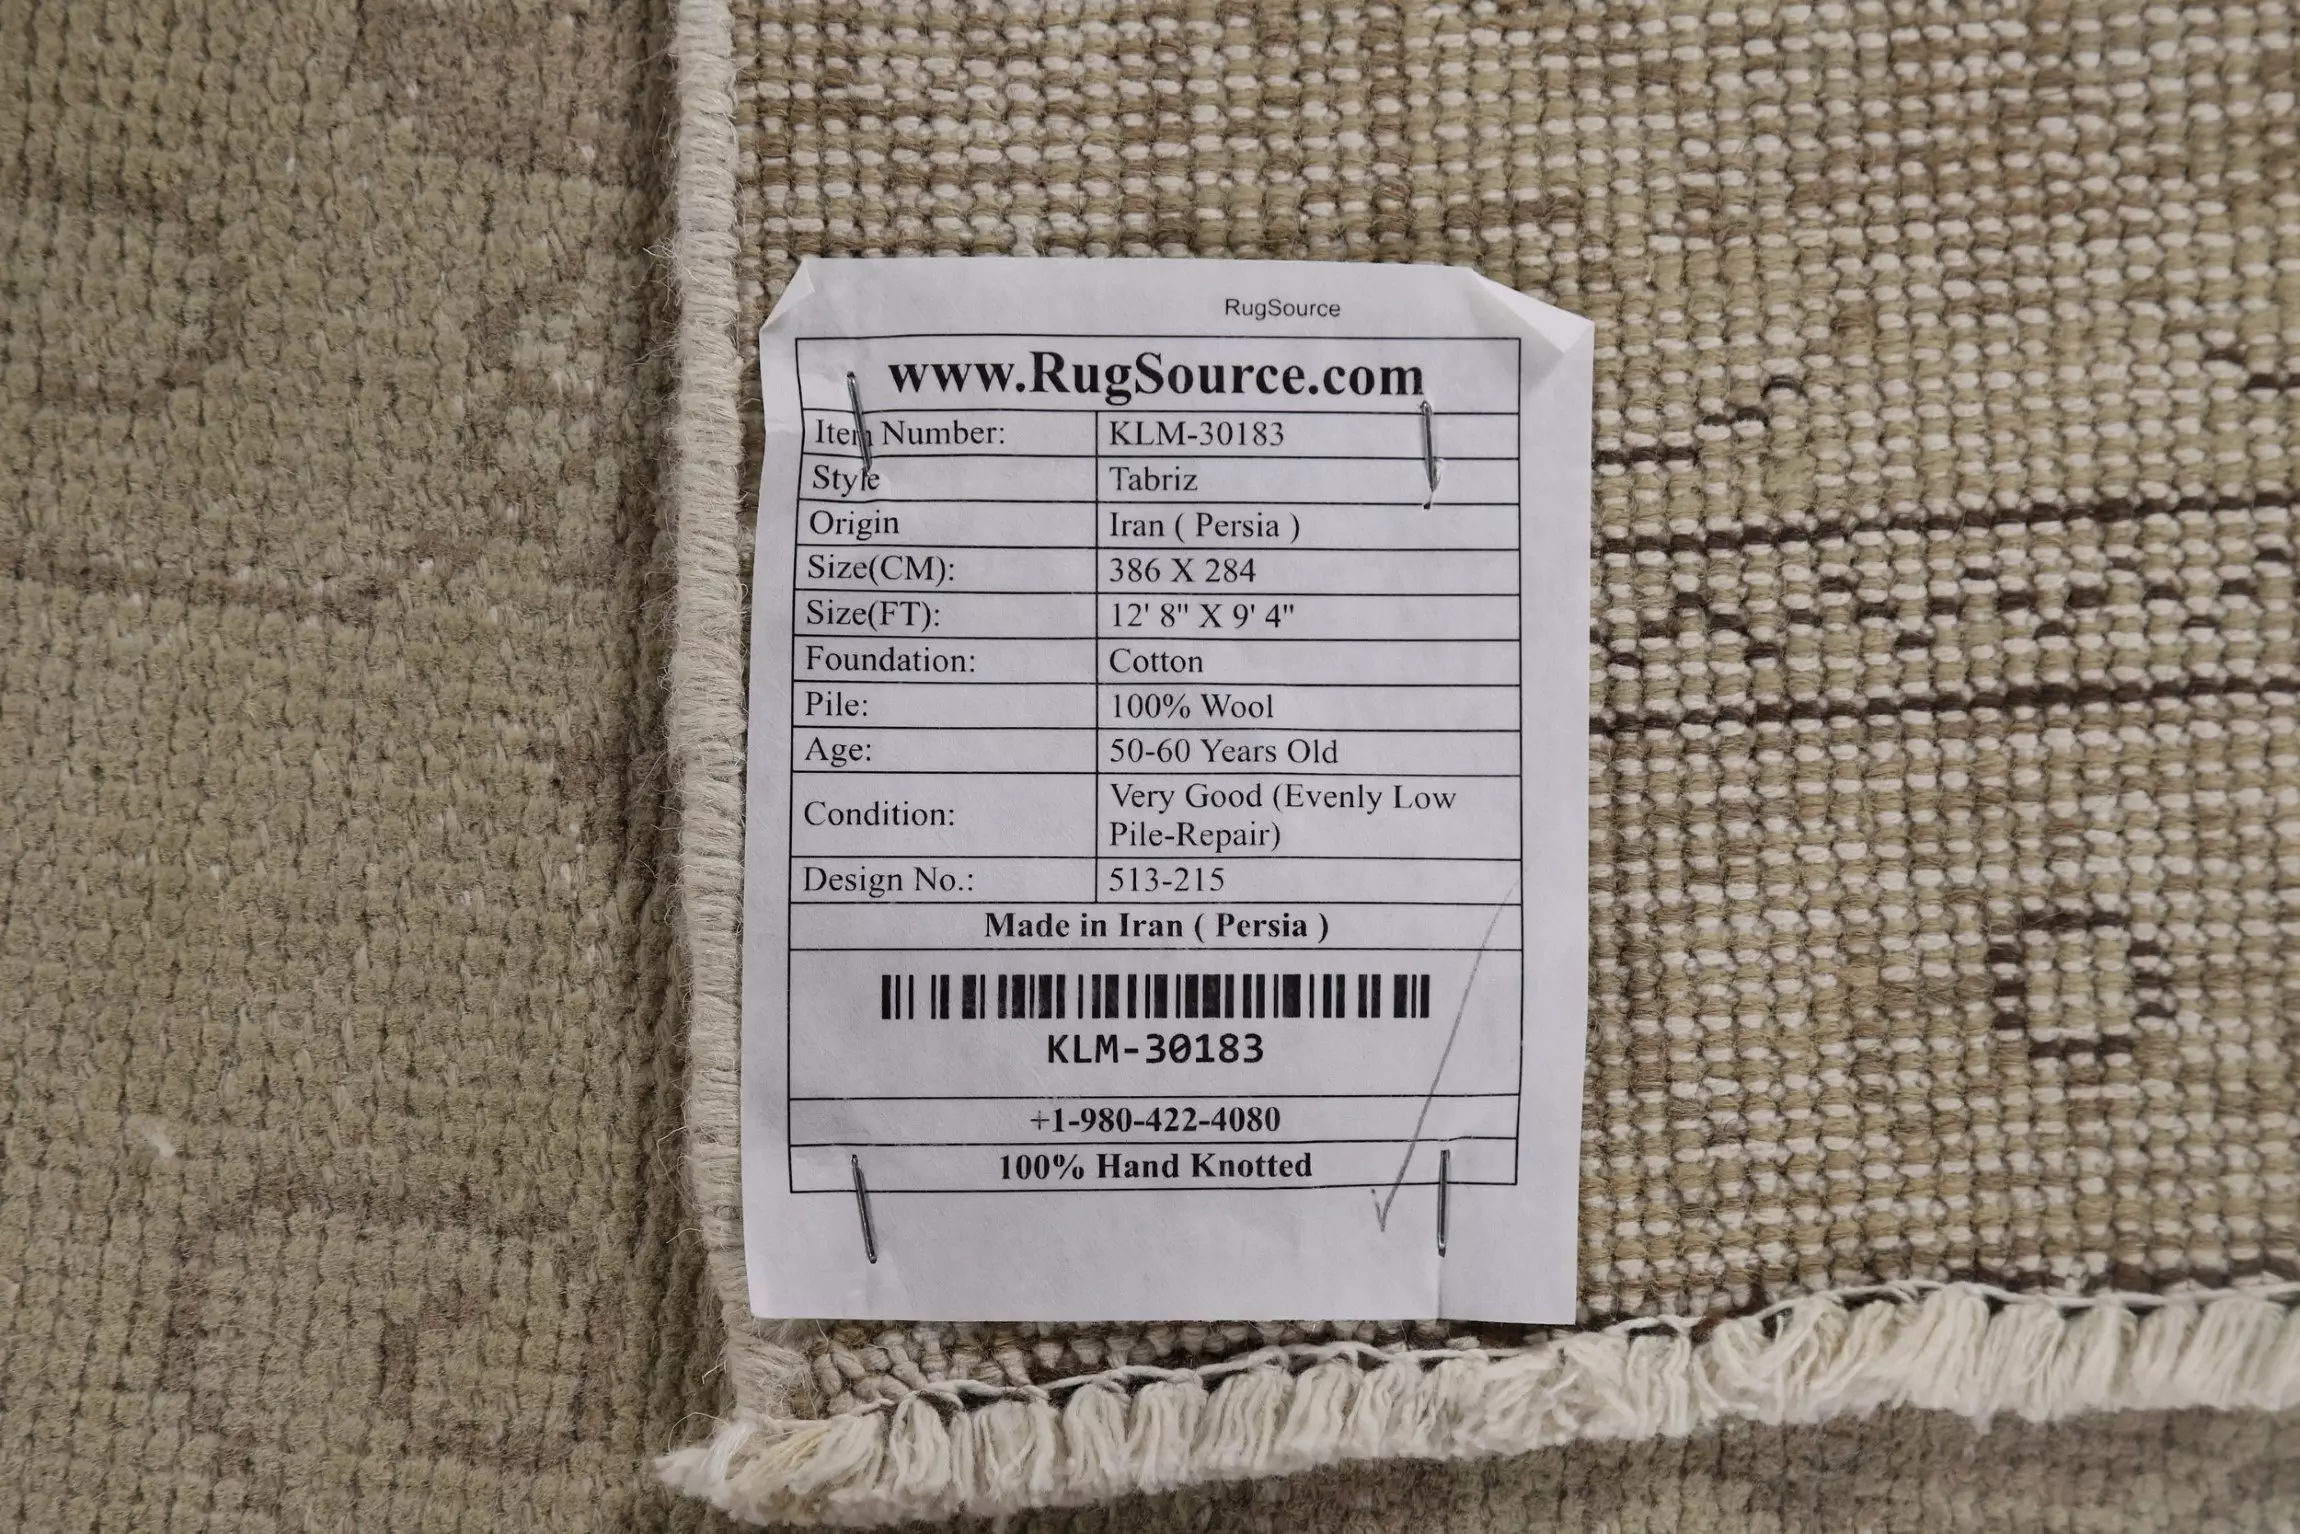 RugSource
www.RugSource.com
Item Number: KLM-30183
Style Tabriz
Origin Iran ( Persia )
Size(CM): 386 X 284
Size(FT): 12' 8" X 9' 4"
Foundation: Cotton
Pile: 100% Wool
Age: 50-60 Years Old
Condition: Very Good (Evenly Low
Pile-Repair)
Design No.: 513-215
Made in Iran ( Persia )
KLM-30183
+1-980-422-4080
100% Hand Knotted